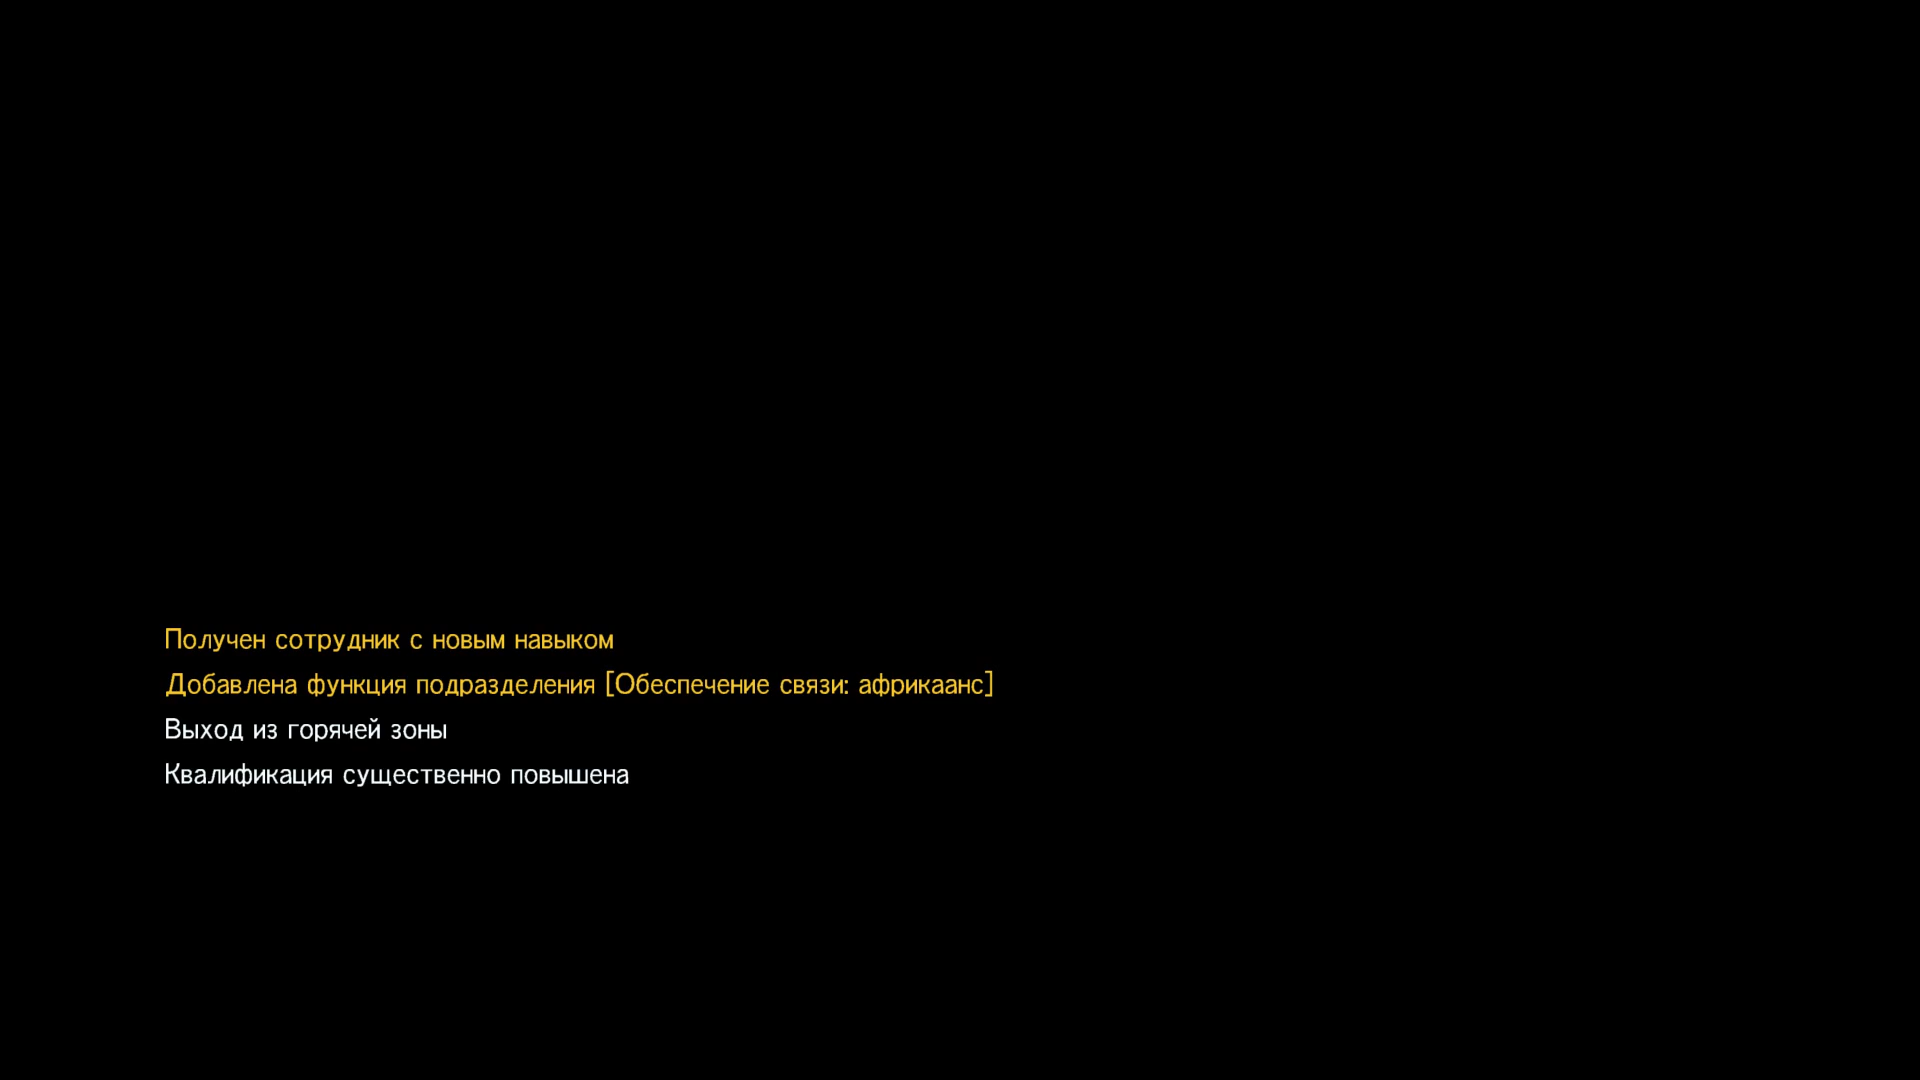 Получен сотрудник с новым навыком
Добавлена функция подразделения [Обеспечение связи: африкаанс]
Выход из горячей зоны
Квалификация существенно повышена